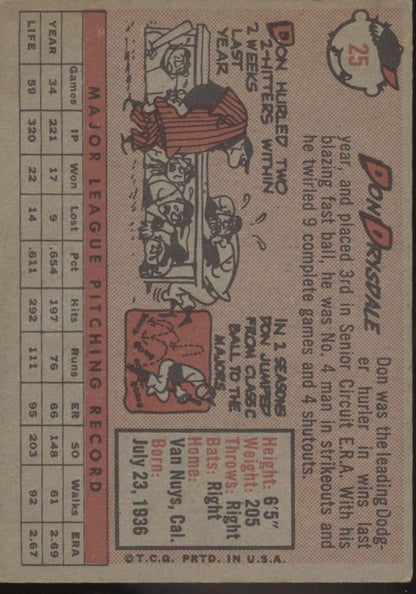 25
DON DRYSDALE
Don was the leading Dodg-
er hurler in wins last
year, and placed 3rd in Senior Circuit E.R.A. With his
blazing fast ball, he was No. 4 man in strikeouts and
he twirled 9 complete games and 4 shutouts.
DON HURLED TWO
2-HITTERS WITHIN
2 WEEKS
LAST
YEAR
IN 2 SEASONS
DON JUMPED
FROM CLASS C
BALL TO THE
MAJORS
Height: 6'5"
Weight: 205
Throws: Right
Bats: Right
Home:
Van Nuys, Cal.
Born:
July 23, 1936
©T.C.G. PRTD. IN U.S.A.
MAJOR LEAGUE PITCHING RECORD
Games IP Won Lost Pct Hits Runs ER SO Walks ERA
YEAR 34 221 17 9 .654 197 76 66 148 61 2.69
LIFE 59 320 22 14 .611 292 111 95 203 92 2.67